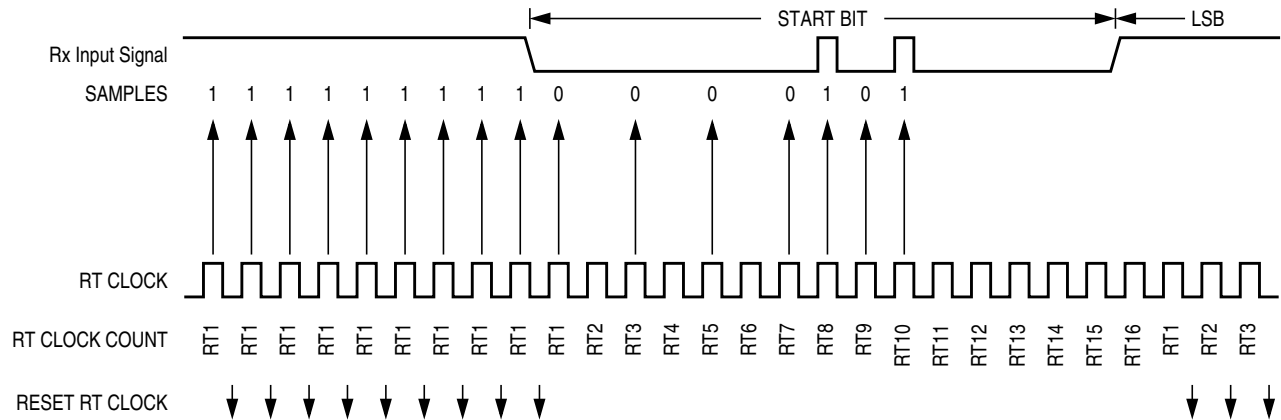 START BIT LSB
Rx Input Signal
SAMPLES 1 1 1 1 1 1 1 1 1 0 0 0 0 1 0 1
RT CLOCK
RT CLOCK COUNT RT1 RT1 RT1 RT1 RT1 RT1 RT1 RT1 RT1 RT1 RT2 RT3 RT4 RT5 RT6 RT7 RT8 RT9 RT10 RT11 RT12 RT13 RT14 RT15 RT16 RT1 RT2 RT3
RESET RT CLOCK